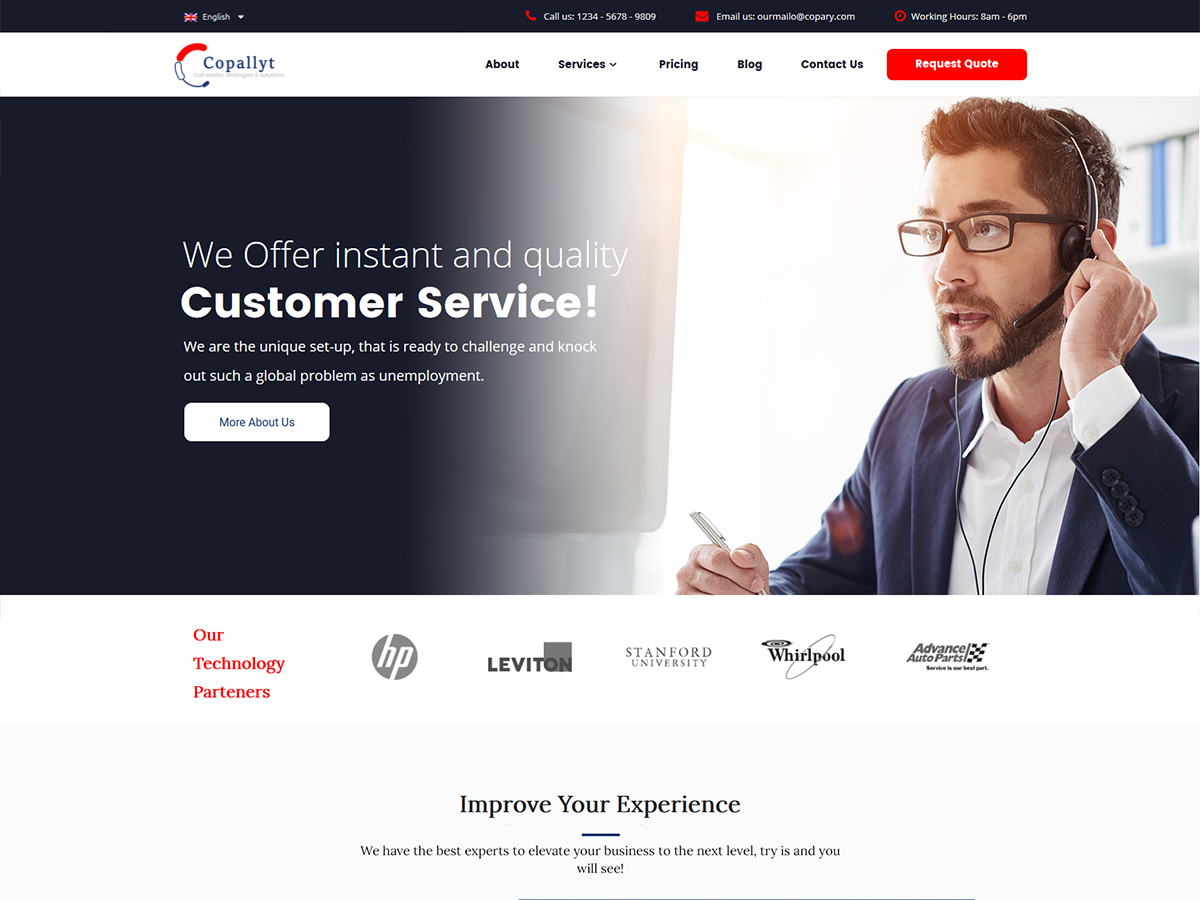 English
Call us: 1234 - 5678 - 9809
Email us: ourmailo@copary.com
Working Hours: 8am - 6pm
Copallyt
Call center, strategies & solutions
About
Services
Pricing
Blog
Contact Us
Request Quote
We Offer instant and quality
Customer Service!
We are the unique set-up, that is ready to challenge and knock
out such a global problem as unemployment.
More About Us
Our
Technology
Parteners
hp
LEVITON
STANFORD
UNIVERSITY
Whirlpool
Advance
Auto Parts
Service is our best part.
Improve Your Experience
We have the best experts to elevate your business to the next level, try is and you
will see!